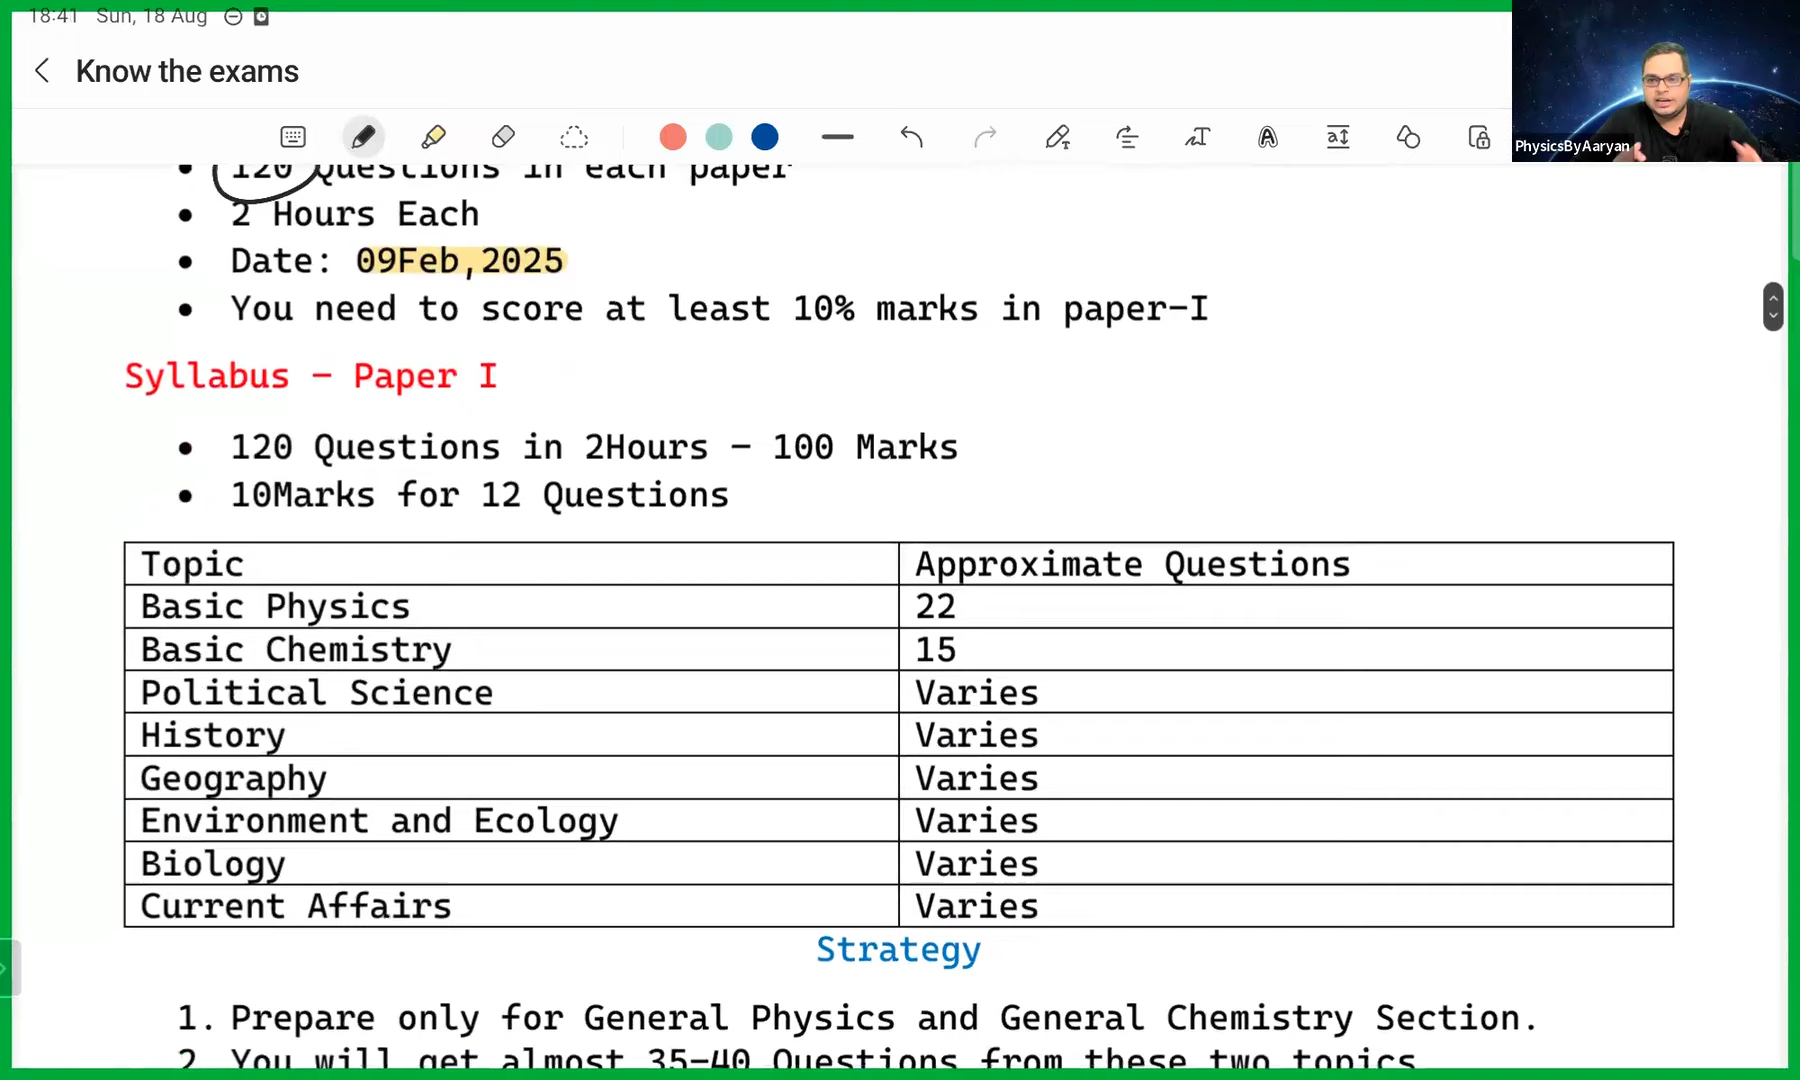 18:41 Sun, 18 Aug
Know the exams
PhysicsByAaryan
• 120 Questions in each paper
• 2 Hours Each
• Date: 09Feb,2025
• You need to score at least 10% marks in paper-I
Syllabus – Paper I
• 120 Questions in 2Hours – 100 Marks
• 10Marks for 12 Questions
Topic Approximate Questions
Basic Physics 22
Basic Chemistry 15
Political Science Varies
History Varies
Geography Varies
Environment and Ecology Varies
Biology Varies
Current Affairs Varies
Strategy
1. Prepare only for General Physics and General Chemistry Section.
2. You will get almost 35-40 Questions from these two topics